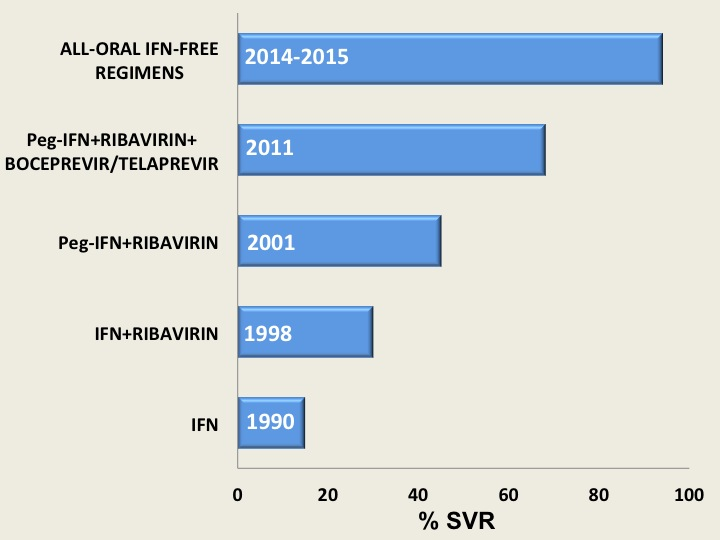 ALL-ORAL IFN-FREE
REGIMENS
2014-2015
Peg-IFN+RIBAVIRIN+
BOCEPREVIR/TELAPREVIR
2011
Peg-IFN+RIBAVIRIN
2001
IFN+RIBAVIRIN
1998
IFN
1990
0 20 40 60 80 100
% SVR